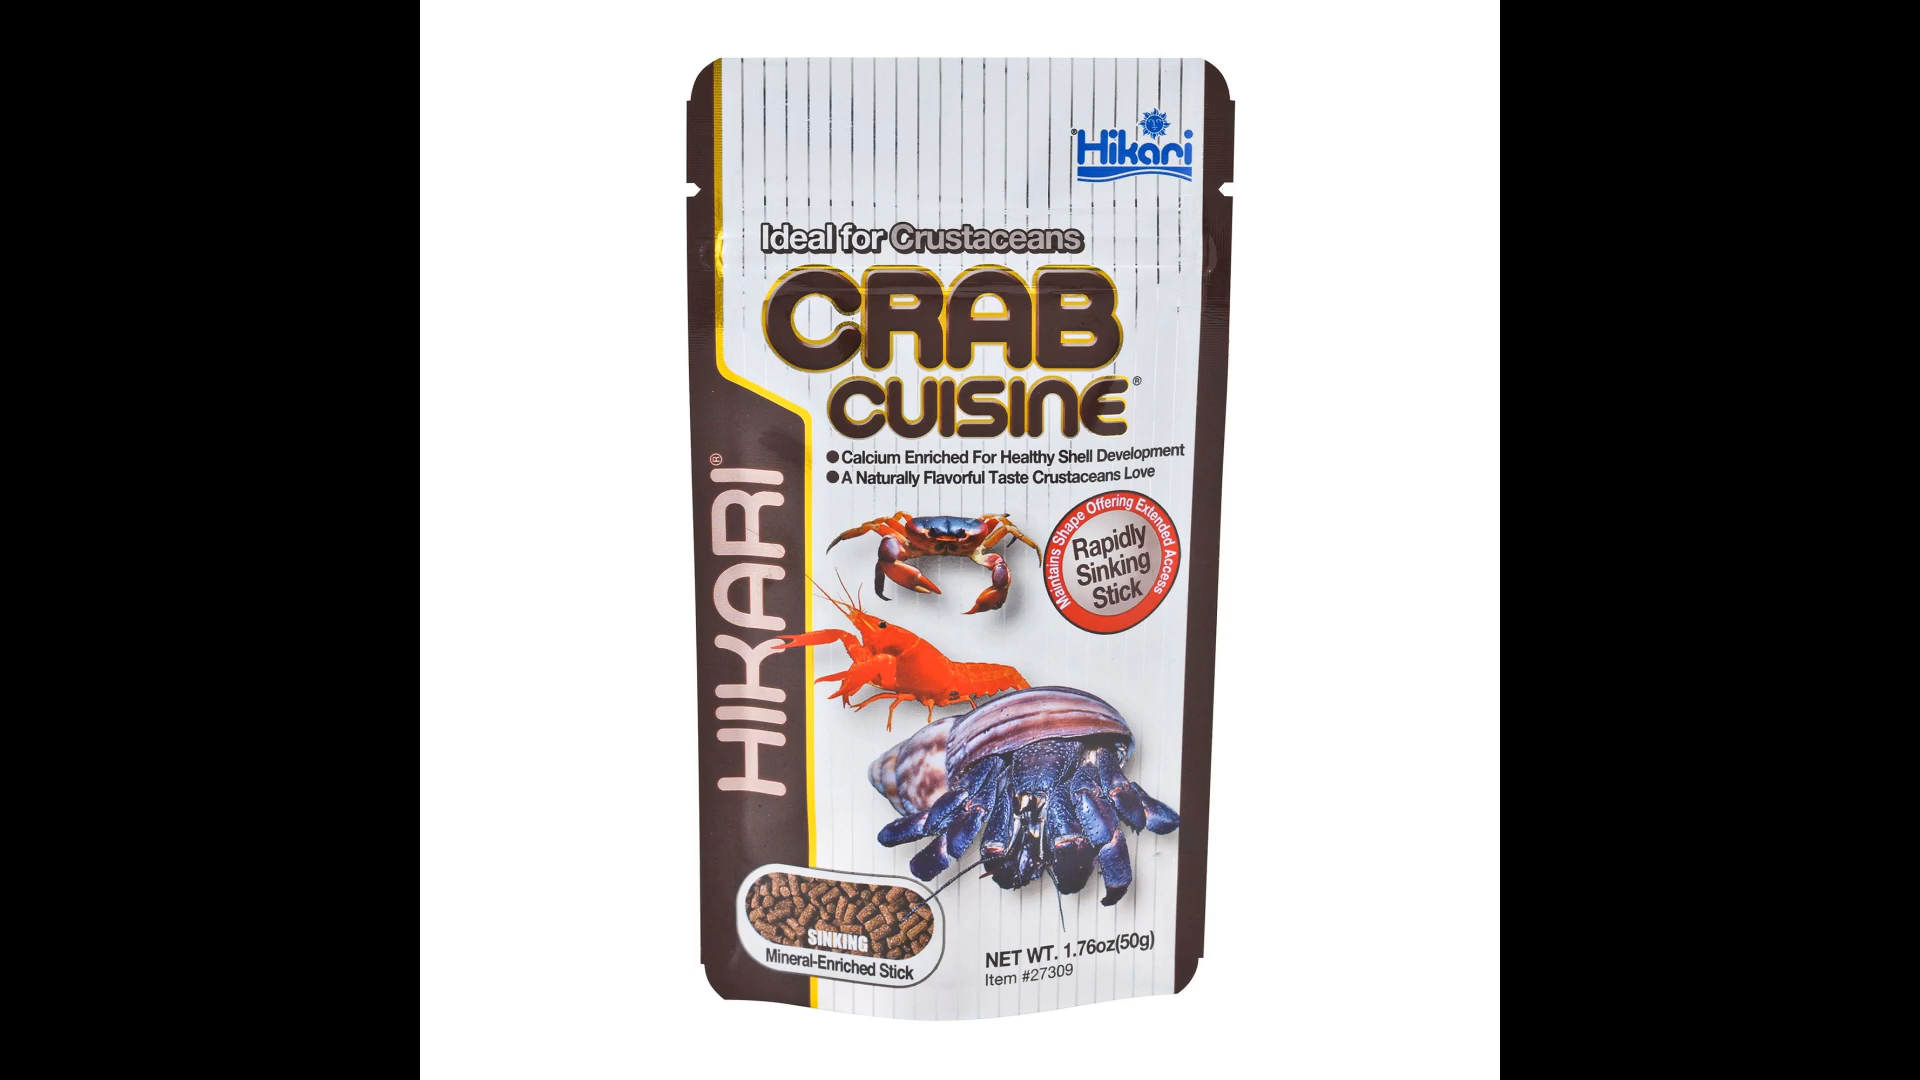 ®Hikari
Ideal for Crustaceans
CRAB
CUISINE®
●Calcium Enriched For Healthy Shell Development
●A Naturally Flavorful Taste Crustaceans Love
Maintains Shape Offering Extended Access
Rapidly
Sinking
Stick
HIKARI®
SINKING
Mineral-Enriched Stick
NET WT. 1.76oz(50g)
Item #27309